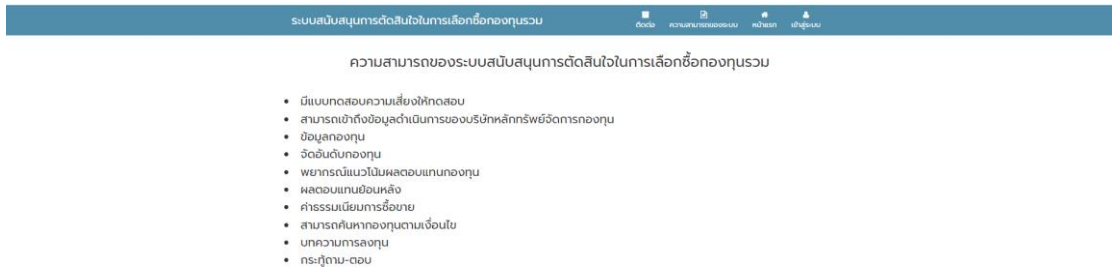 ระบบสนับสนุนการตัดสินใจในการเลือกซื้อกองทุนรวม
ติดต่อ ความสามารถของระบบ หน้าแรก เข้าสู่ระบบ
ความสามารถของระบบสนับสนุนการตัดสินใจในการเลือกซื้อกองทุนรวม
• มีแบบทดสอบความเสี่ยงให้ทดสอบ
• สามารถเข้าถึงข้อมูลดำเนินการของบริษัทหลักทรัพย์จัดการกองทุน
• ข้อมูลกองทุน
• จัดอันดับกองทุน
• พยากรณ์แนวโน้มผลตอบแทนกองทุน
• ผลตอบแทนย้อนหลัง
• ค่าธรรมเนียมการซื้อขาย
• สามารถค้นหากองทุนตามเงื่อนไข
• บทความการลงทุน
• กระทู้ถาม-ตอบ